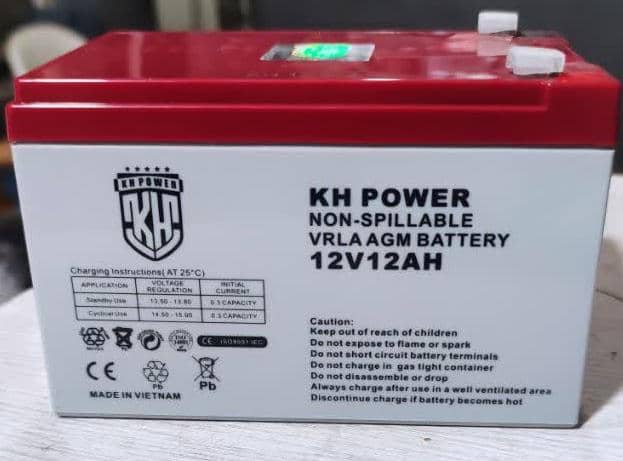 KH POWER
KH
KH POWER
NON-SPILLABLE
VRLA AGM BATTERY
12V12AH
Charging Instructions( AT 25°C)
APPLICATION VOLTAGE REGULATION INITIAL CURRENT
Standby Use 13.50 - 13.80 0.3 CAPACITY
Cyclical Use 14.50 - 15.00 0.3 CAPACITY
CE ISO9001 IEC
CE Pb Pb
MADE IN VIETNAM
Caution:
Keep out of reach of children
Do not expose to flame or spark
Do not short circuit battery terminals
Do not charge in gas tight container
Do not disassemble or drop
Always charge after use in a well ventilated area
Discontinue charge if battery becomes hot